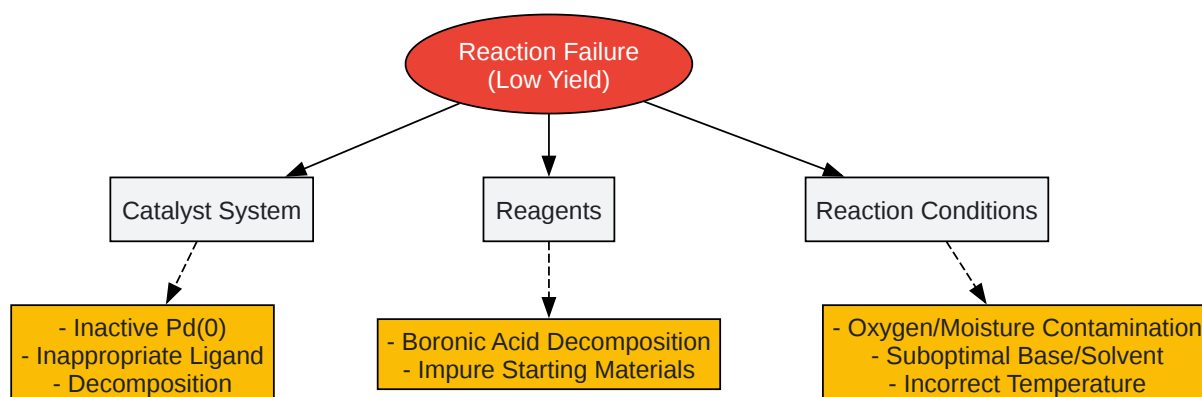 Reaction Failure
(Low Yield)
Catalyst System
Reagents
Reaction Conditions
- Inactive Pd(0)
- Inappropriate Ligand
- Decomposition
- Boronic Acid Decomposition
- Impure Starting Materials
- Oxygen/Moisture Contamination
- Suboptimal Base/Solvent
- Incorrect Temperature